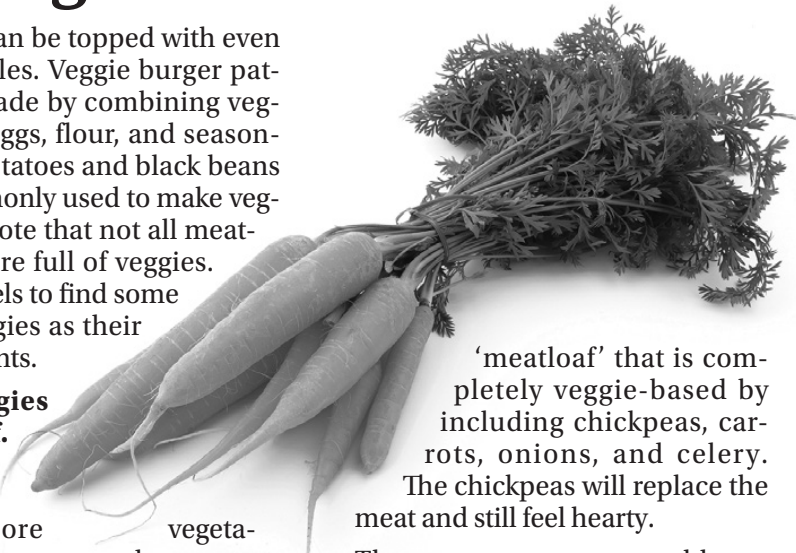 an be topped with even
les. Veggie burger pat-
ade by combining veg-
ggs, flour, and season-
tatoes and black beans
only used to make veg-
ote that not all meat-
re full of veggies.
els to find some
gies as their
nts.
gies
ore vegeta-
‘meatloaf’ that is com-
pletely veggie-based by
including chickpeas, car-
rots, onions, and celery.
The chickpeas will replace the
meat and still feel hearty.